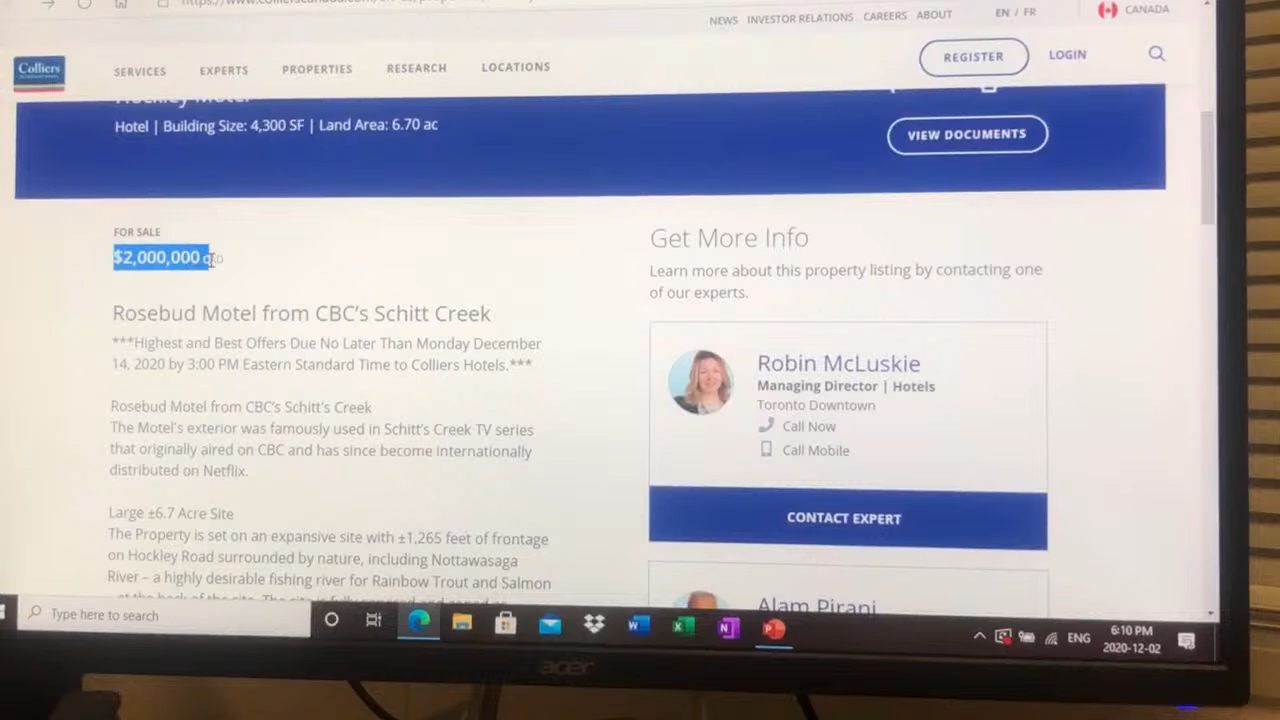 NEWS INVESTOR RELATIONS CAREERS ABOUT EN / FR CANADA
Colliers
SERVICES EXPERTS PROPERTIES RESEARCH LOCATIONS REGISTER LOGIN
Hockley Motel
Hotel | Building Size: 4,300 SF | Land Area: 6.70 ac
VIEW DOCUMENTS
FOR SALE
$2,000,000
Rosebud Motel from CBC's Schitt Creek
***Highest and Best Offers Due No Later Than Monday December
14, 2020 by 3:00 PM Eastern Standard Time to Colliers Hotels.***
Rosebud Motel from CBC's Schitt's Creek
The Motel's exterior was famously used in Schitt's Creek TV series
that originally aired on CBC and has since become internationally
distributed on Netflix.
Large ±6.7 Acre Site
The Property is set on an expansive site with ±1,265 feet of frontage
on Hockley Road surrounded by nature, including Nottawasaga
River – a highly desirable fishing river for Rainbow Trout and Salmon
Get More Info
Learn more about this property listing by contacting one
of our experts.
Robin McLuskie
Managing Director | Hotels
Toronto Downtown
Call Now
Call Mobile
CONTACT EXPERT
Alam Pirani
Type here to search
ENG
6:10 PM
2020-12-02
acer